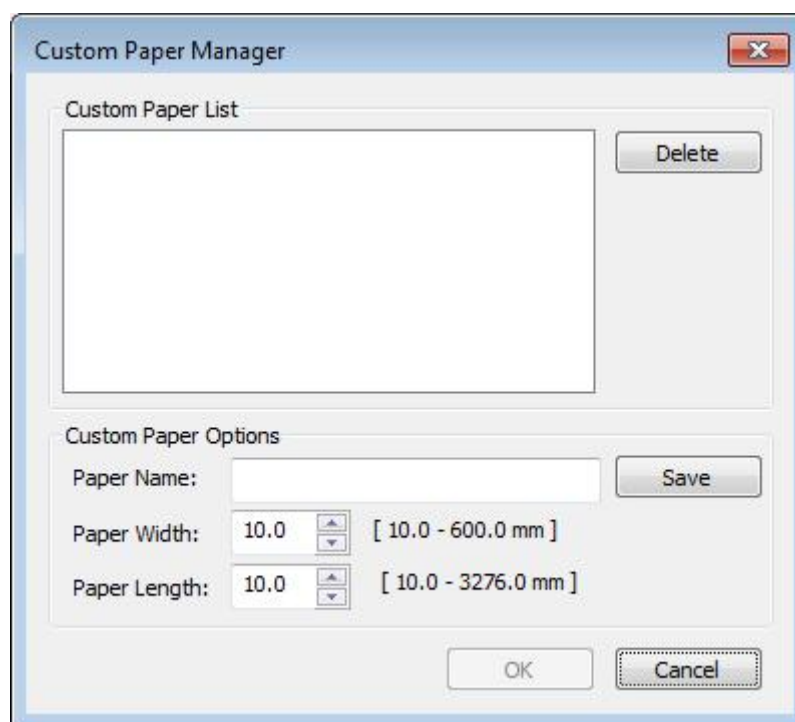 Custom Paper Manager
Custom Paper List
Delete
Custom Paper Options
Paper Name:
Save
Paper Width: 10.0 [ 10.0 - 600.0 mm ]
Paper Length: 10.0 [ 10.0 - 3276.0 mm ]
OK Cancel